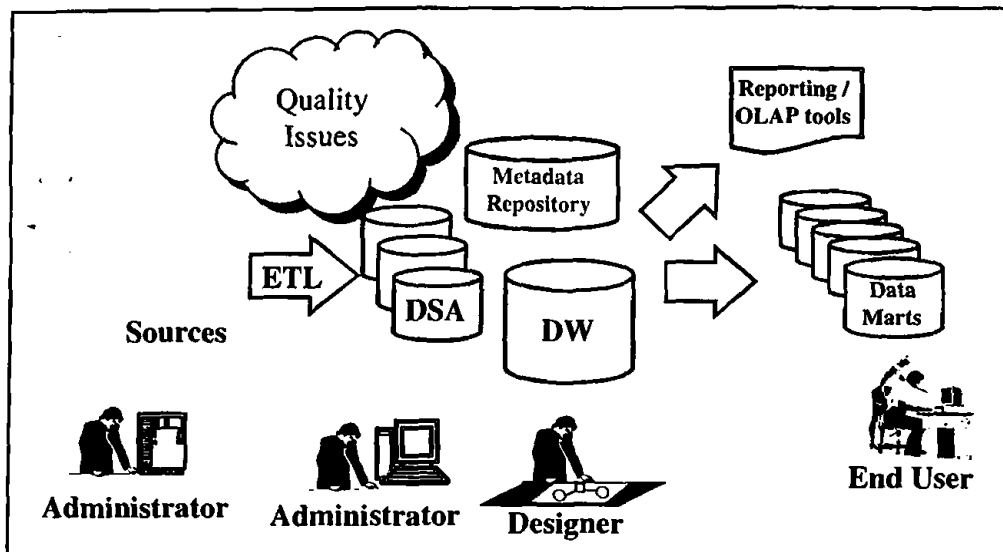 Quality
Issues
Reporting /
OLAP tools
Metadata
Repository
ETL
DSA
DW
Data
Marts
Sources
Administrator
Administrator
Designer
End User